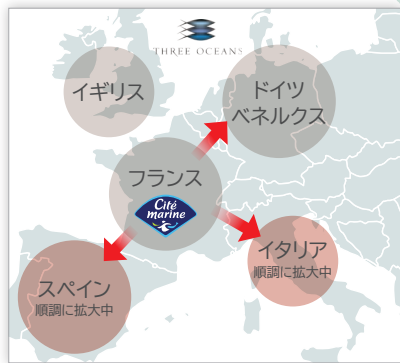 THREE OCEANS
イギリス
ドイツ
ベネルクス
フランス
Cité
marine
イタリア
順調に拡大中
スペイン
順調に拡大中